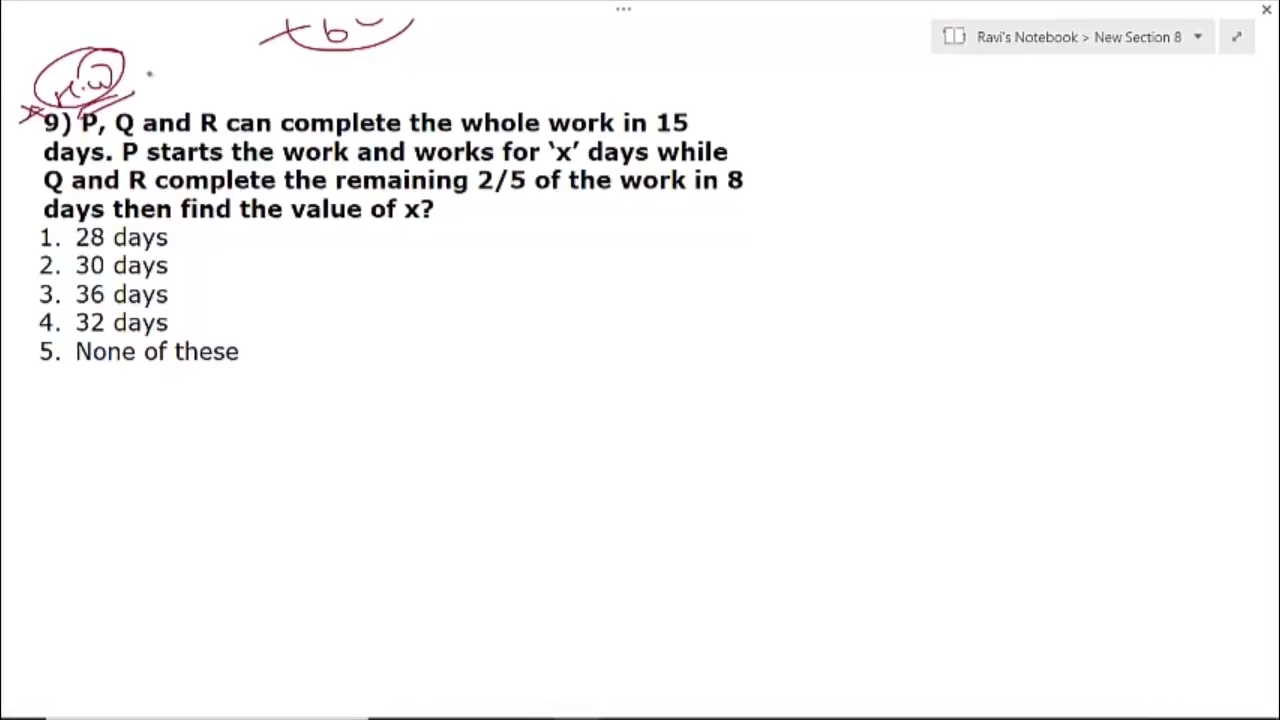 ...
Ravi's Notebook > New Section 8
H.W
9) P, Q and R can complete the whole work in 15
days. P starts the work and works for ‘x’ days while
Q and R complete the remaining 2/5 of the work in 8
days then find the value of x?
1. 28 days
2. 30 days
3. 36 days
4. 32 days
5. None of these